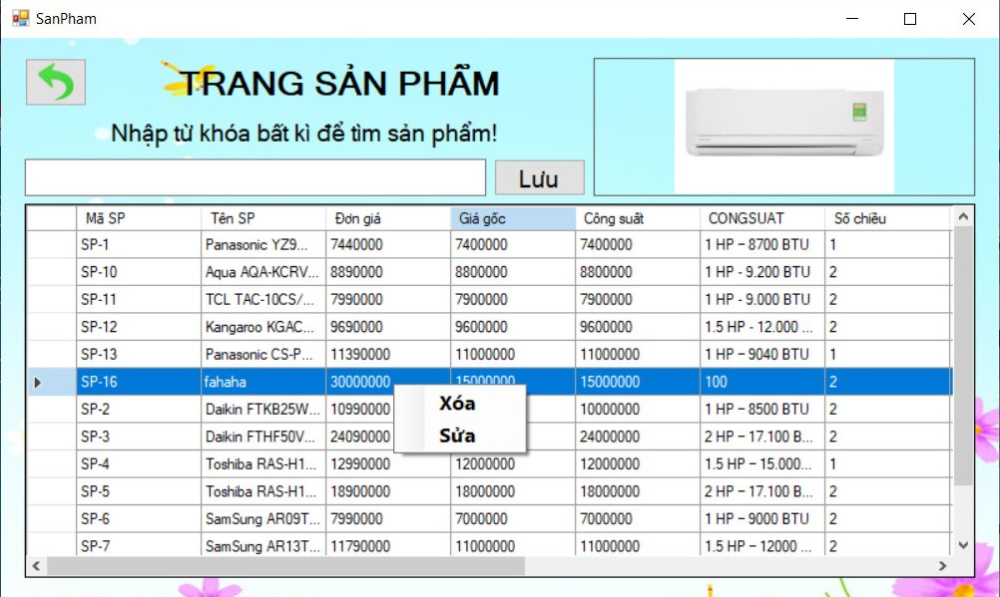 SanPham
TRANG SẢN PHẨM
Nhập từ khóa bất kì để tìm sản phẩm!
Lưu
Mã SP Tên SP Đơn giá Giá gốc Công suất CONGSUAT Số chiều
SP-1 Panasonic YZ9... 7440000 7400000 7400000 1 HP – 8700 BTU 1
SP-10 Aqua AQA-KCRV... 8890000 8800000 8800000 1 HP - 9.200 BTU 2
SP-11 TCL TAC-10CS/... 7990000 7900000 7900000 1 HP - 9.000 BTU 2
SP-12 Kangaroo KGAC... 9690000 9600000 9600000 1.5 HP - 12.000 ... 2
SP-13 Panasonic CS-P... 11390000 11000000 11000000 1 HP – 9040 BTU 1
SP-16 fahaha 30000000 15000000 15000000 100 2
Xóa
Sửa
SP-2 Daikin FTKB25W... 10990000 10000000 1 HP – 8500 BTU 2
SP-3 Daikin FTHF50V... 24090000 24000000 2 HP - 17.100 B... 2
SP-4 Toshiba RAS-H1... 12990000 12000000 12000000 1.5 HP - 15.000... 1
SP-5 Toshiba RAS-H1... 18900000 18000000 18000000 2 HP – 17.100 B... 2
SP-6 SamSung AR09T... 7990000 7000000 7000000 1 HP – 9000 BTU 2
SP-7 SamSung AR13T... 11790000 11000000 11000000 1.5 HP – 12000 ... 2